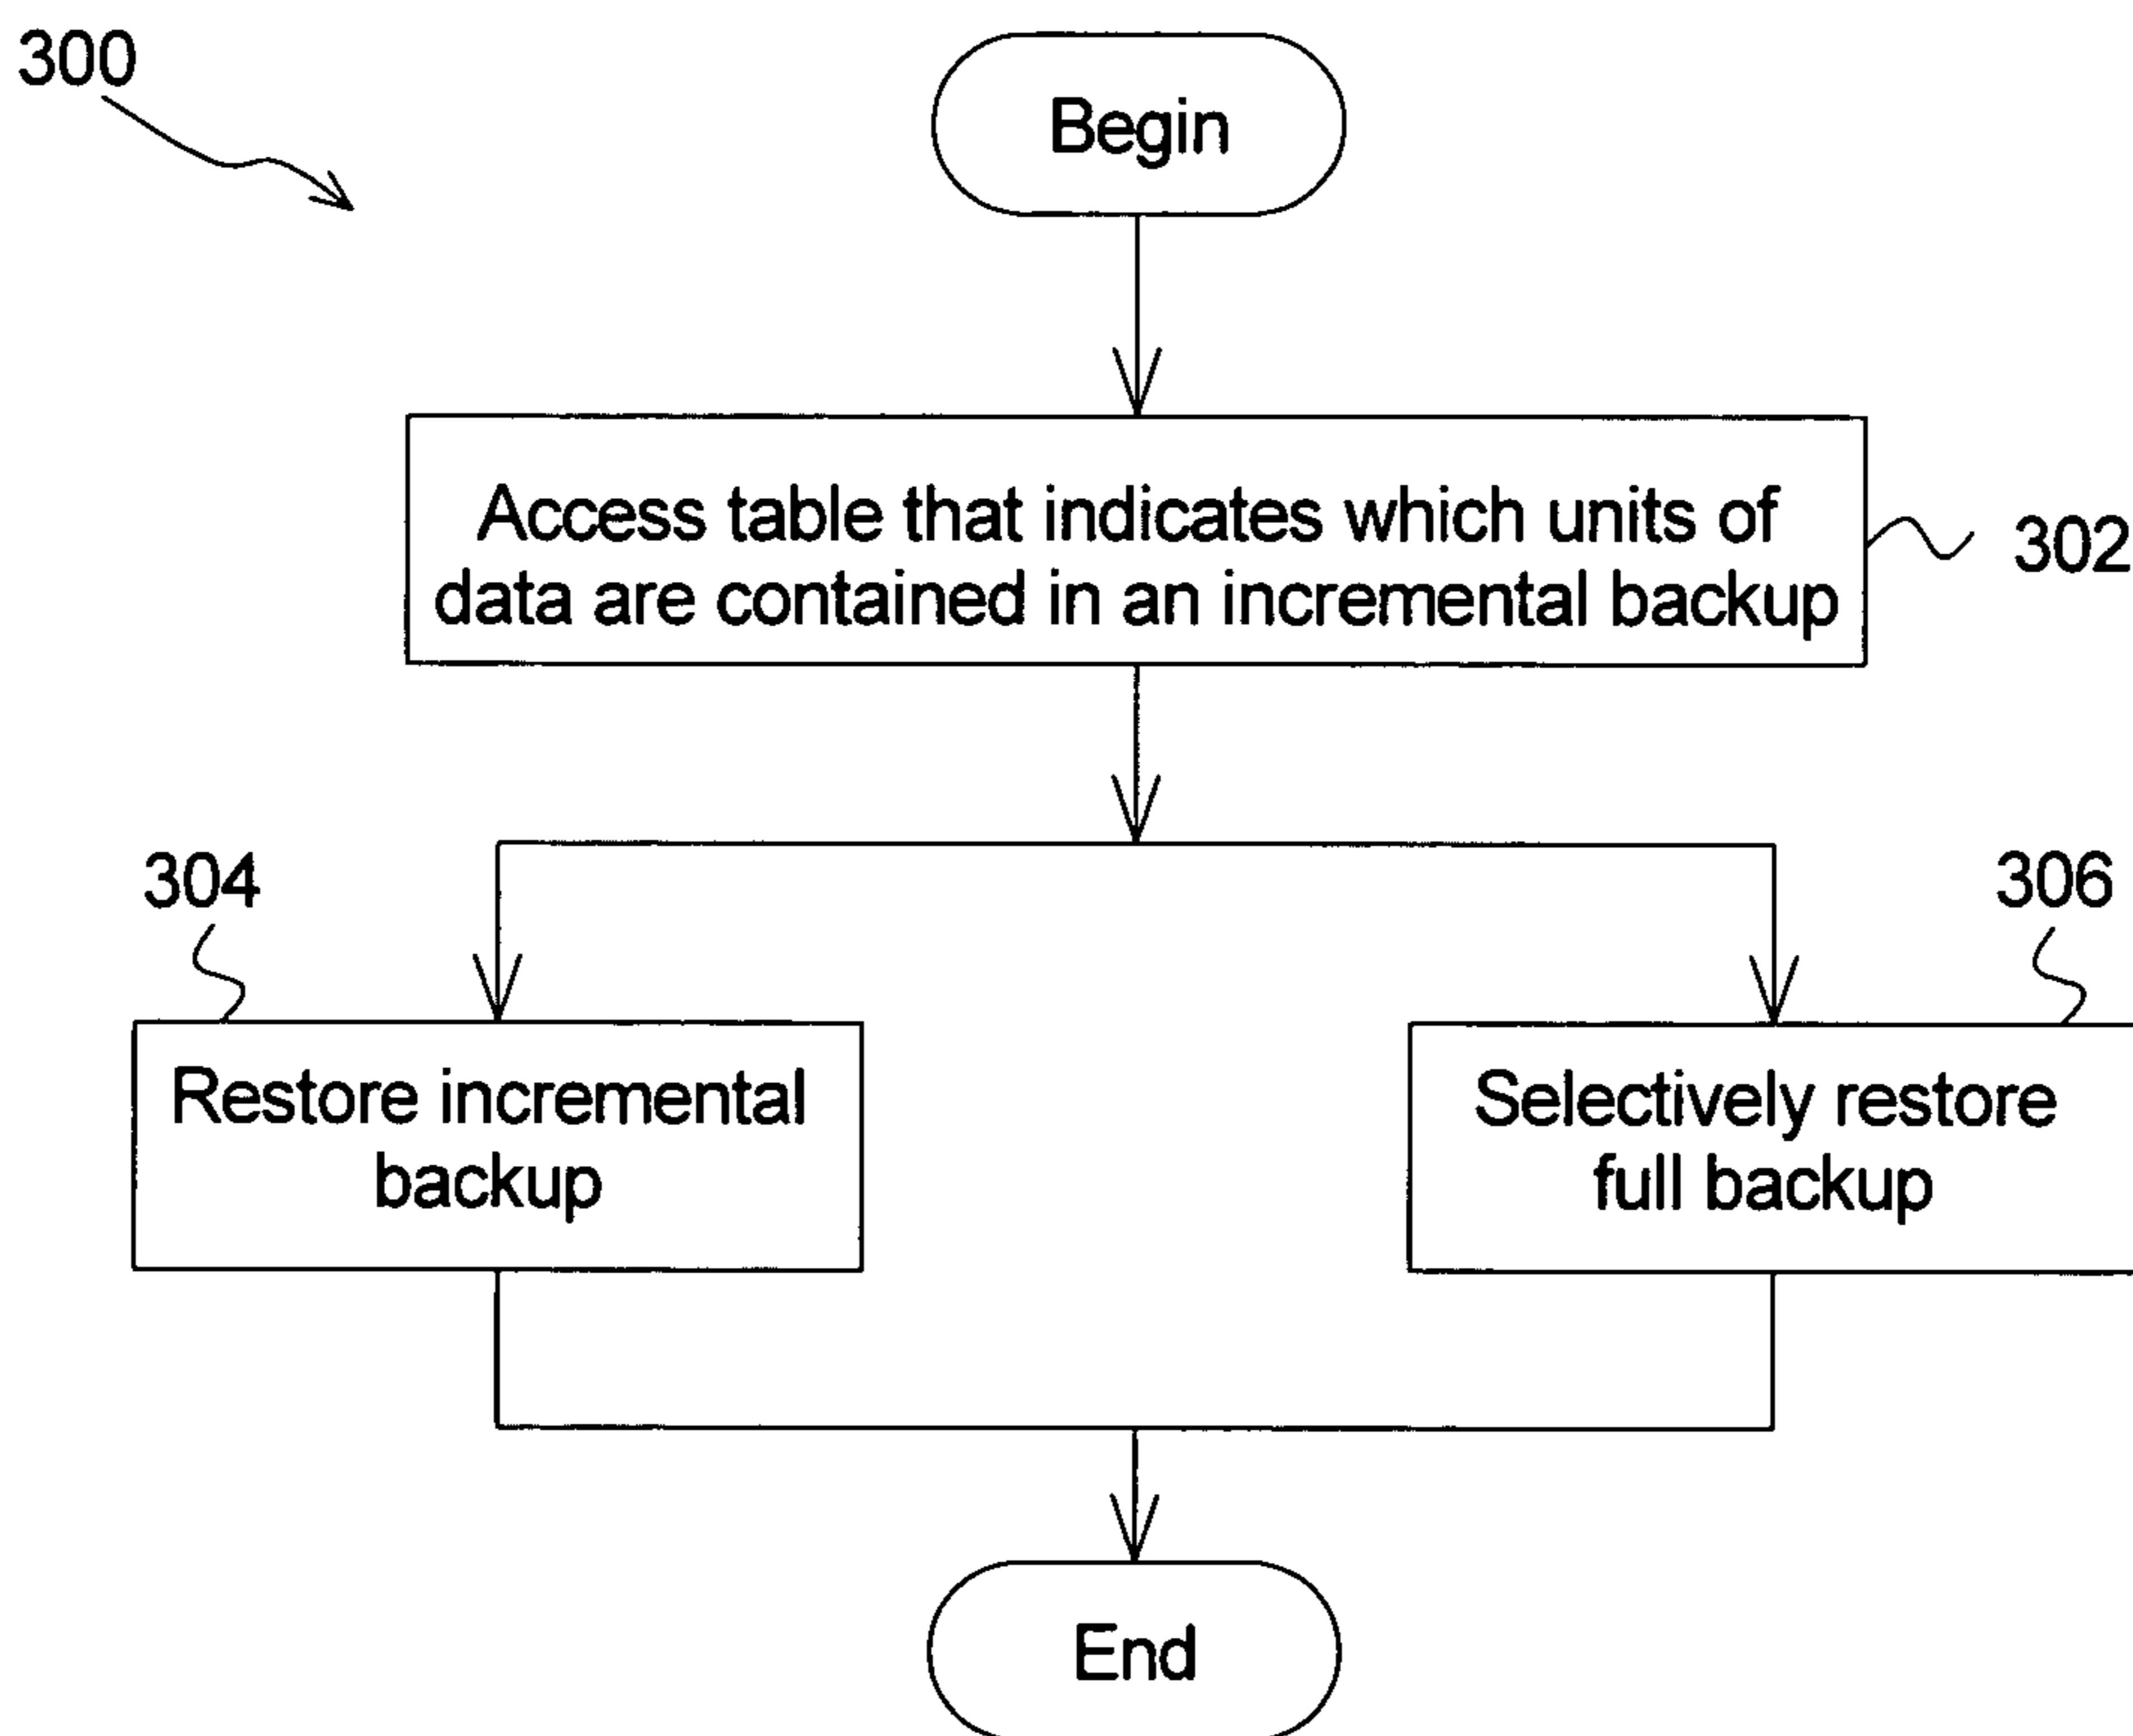 300
Begin
Access table that indicates which units of
data are contained in an incremental backup
302
304
306
Restore incremental
backup
Selectively restore
full backup
End